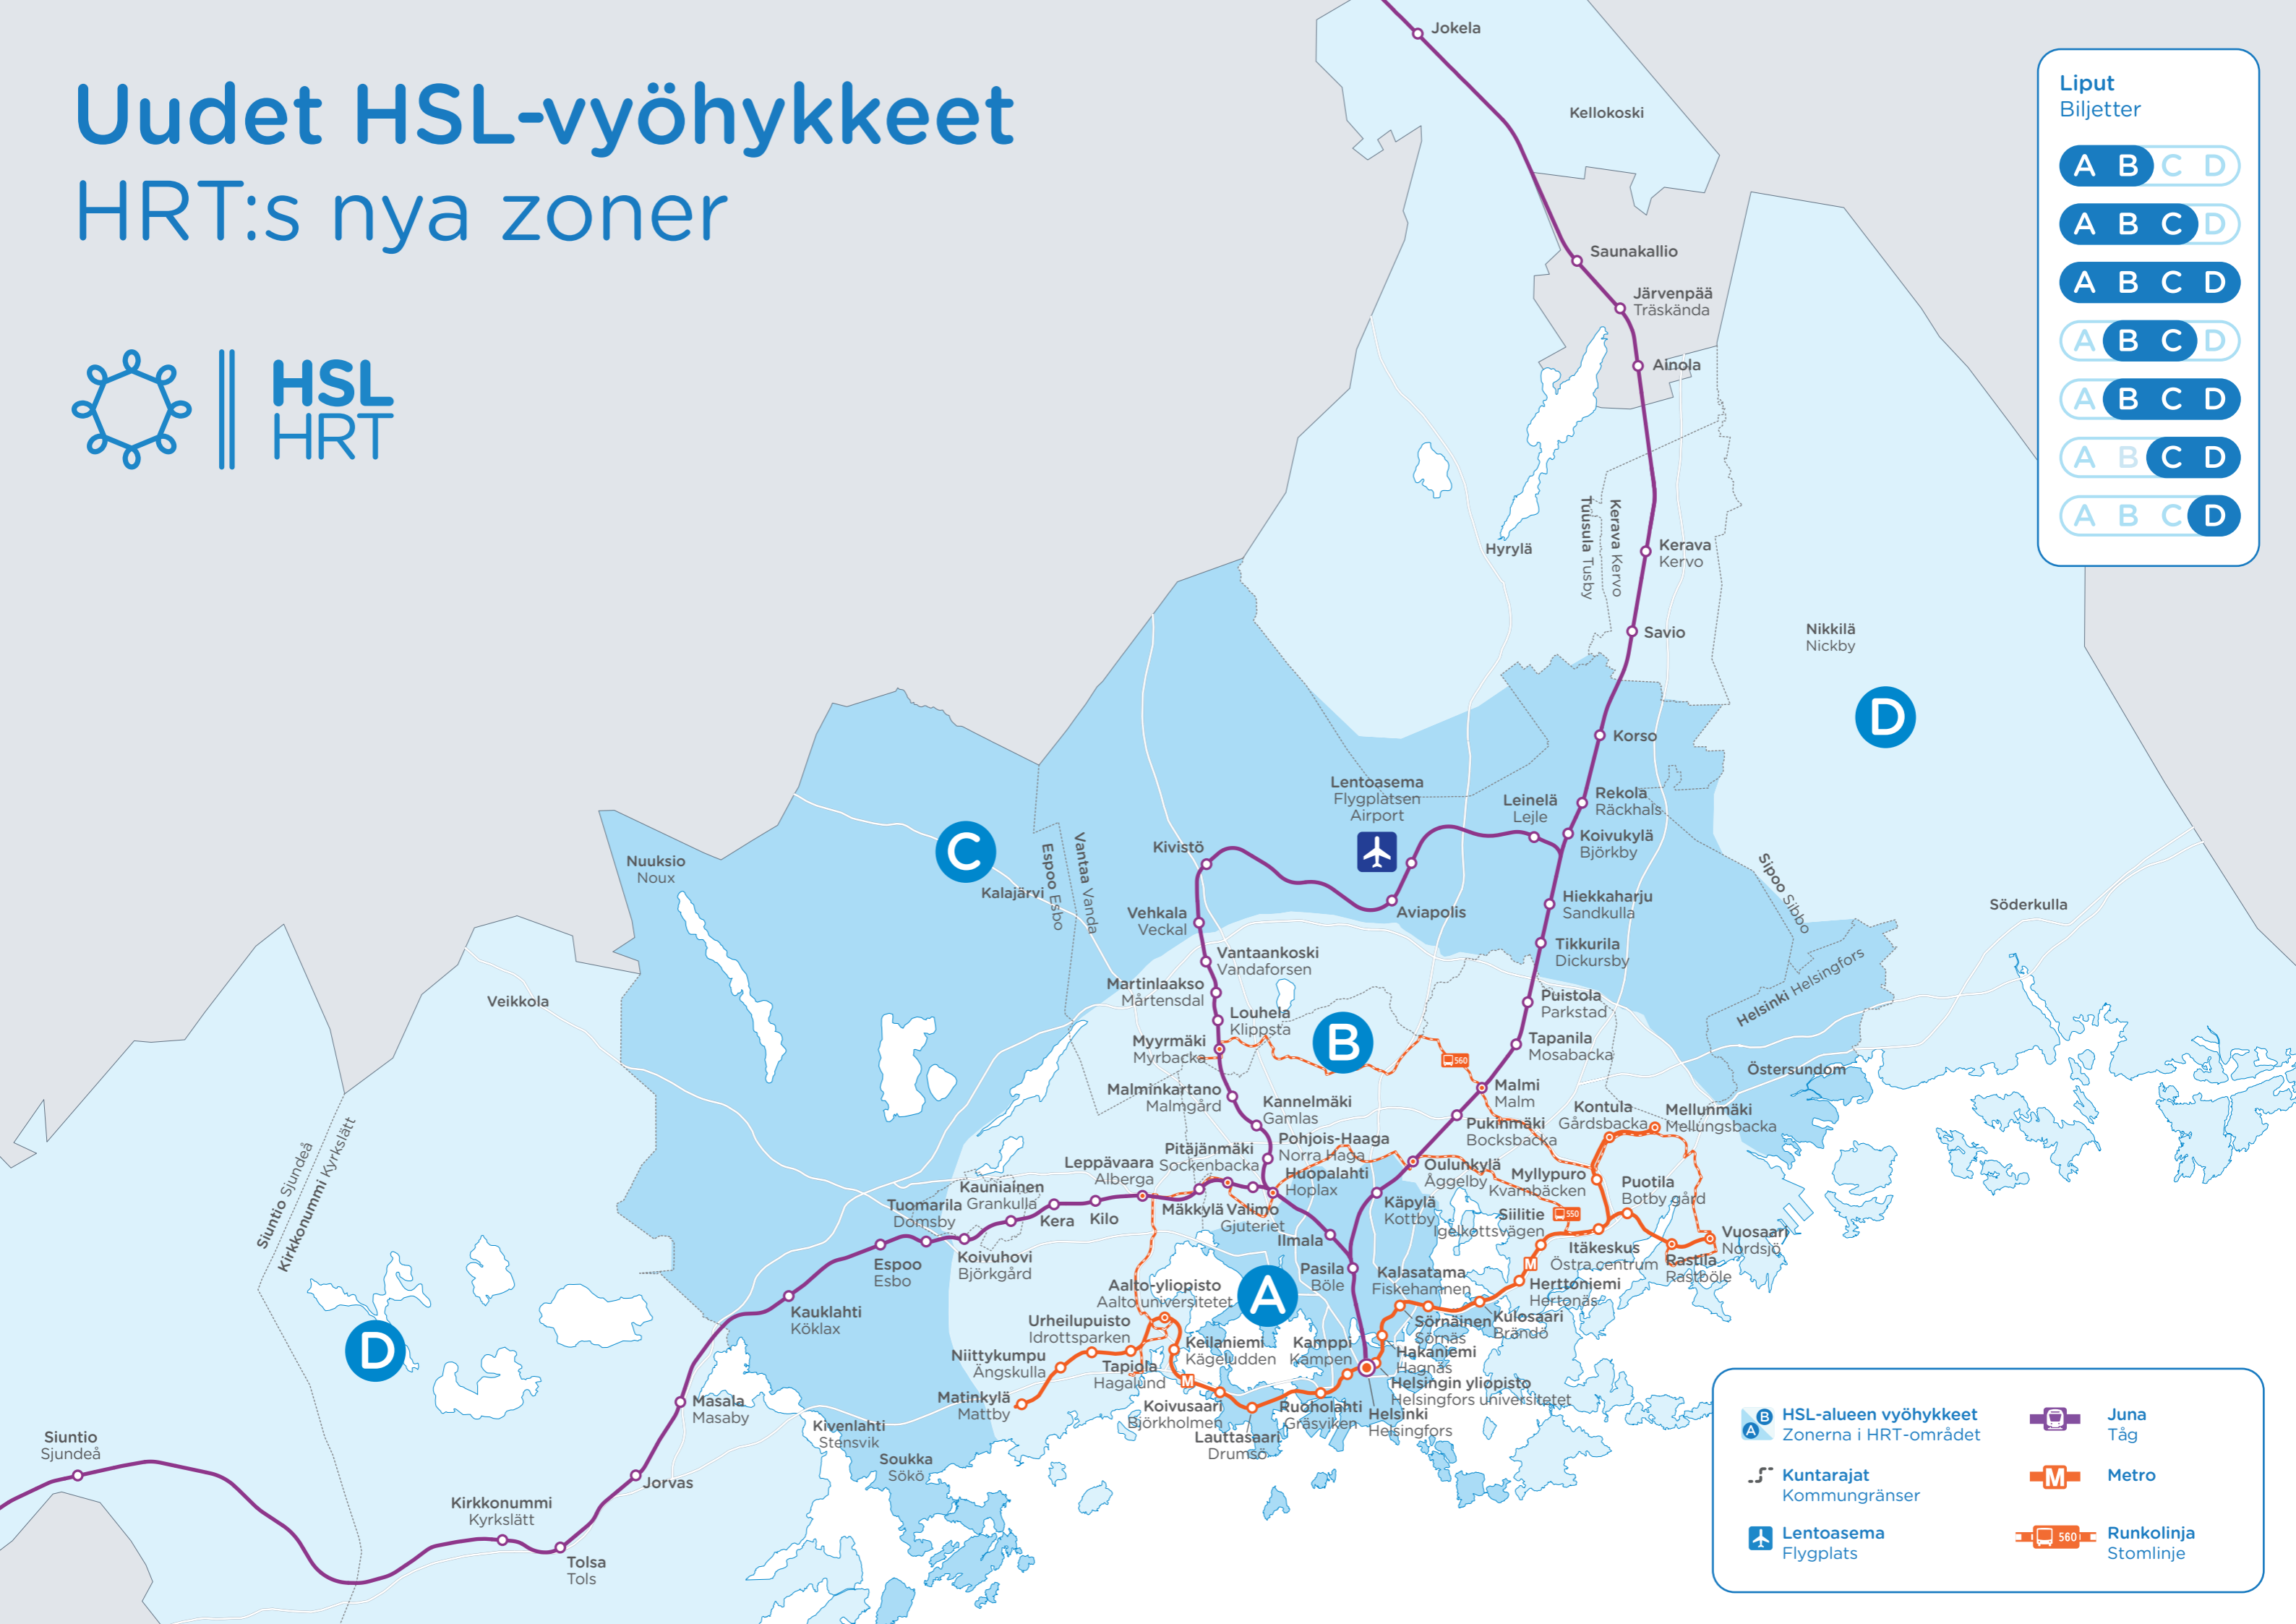 Uudet HSL-vyöhykkeet
HRT:s nya zoner
HSL
HRT
Liput
Biljetter
A B C D
A B C D
A B C D
A B C D
A B C D
A B C D
A B C D
Jokela
Kellokoski
Saunakallio
Järvenpää
Träskända
Ainola
Hyrylä
Tuusula Tusby
Kerava Kervo
Kerava
Kervo
Savio
Nikkilä
Nickby
D
Korso
Lentoasema
Flygplatsen
Airport
Leinelä
Lejle
Rekola
Räckhals
Koivukylä
Björkby
Kivistö
C
Kalajärvi
Nuuksio
Noux
Espoo Esbo
Vantaa Vanda
Vehkala
Veckal
Aviapolis
Hiekkaharju
Sandkulla
Sipoo Sibbo
Söderkulla
Tikkurila
Dickursby
Vantaankoski
Vandaforsen
Martinlaakso
Mårtensdal
Helsinki Helsingfors
Veikkola
Puistola
Parkstad
Louhela
Klippsta
B
Myyrmäki
Myrbacka
Tapanila
Mosabacka
560
Östersundom
Malminkartano
Malmgård
Malmi
Malm
Kannelmäki
Gamlas
Kontula
Gårdsbacka
Mellunmäki
Mellungsbacka
Pukinmäki
Bocksbacka
Siuntio Sjundeå
Kirkkonummi Kyrkslätt
Pitäjänmäki
Sockenbacka
Pohjois-Haaga
Norra Haga
Leppävaara
Alberga
Huopalahti
Hoplax
Oulunkylä
Åggelby
Myllypuro
Kvarnbäcken
Puotila
Botby gård
Kauniainen
Grankulla
Tuomarila
Domsby
Kera
Kilo
Mäkkylä
Valimo
Gjuteriet
Käpylä
Kottby
Siilitie
Igelkottsvägen
550
Ilmala
Vuosaari
Nordsjö
Koivuhovi
Björkgård
Espoo
Esbo
Itäkeskus
Östra centrum
Rastila
Rastböle
M
Pasila
Böle
Kalasatama
Fiskehamnen
Herttoniemi
Hertonäs
A
Aalto-yliopisto
Aalto universitetet
Kauklahti
Köklax
Urheilupuisto
Idrottsparken
Sörnäinen
Sörnäs
Kulosaari
Brändö
D
Niittykumpu
Ängskulla
Keilaniemi
Kägeludden
Kamppi
Kampen
Hakaniemi
Hagnäs
Tapiola
Hagalund
M
Helsingin yliopisto
Helsingfors universitetet
Matinkylä
Mattby
Masala
Masaby
Koivusaari
Björkholmen
Ruoholahti
Gräsviken
Helsinki
Helsingfors
Kivenlahti
Stensvik
Lauttasaari
Drumsö
Siuntio
Sjundeå
Soukka
Sökö
Jorvas
Kirkkonummi
Kyrkslätt
Tolsa
Tols
A B
HSL-alueen vyöhykkeet
Zonerna i HRT-området
Kuntarajat
Kommungränser
Lentoasema
Flygplats
Juna
Tåg
M
Metro
560
Runkolinja
Stomlinje